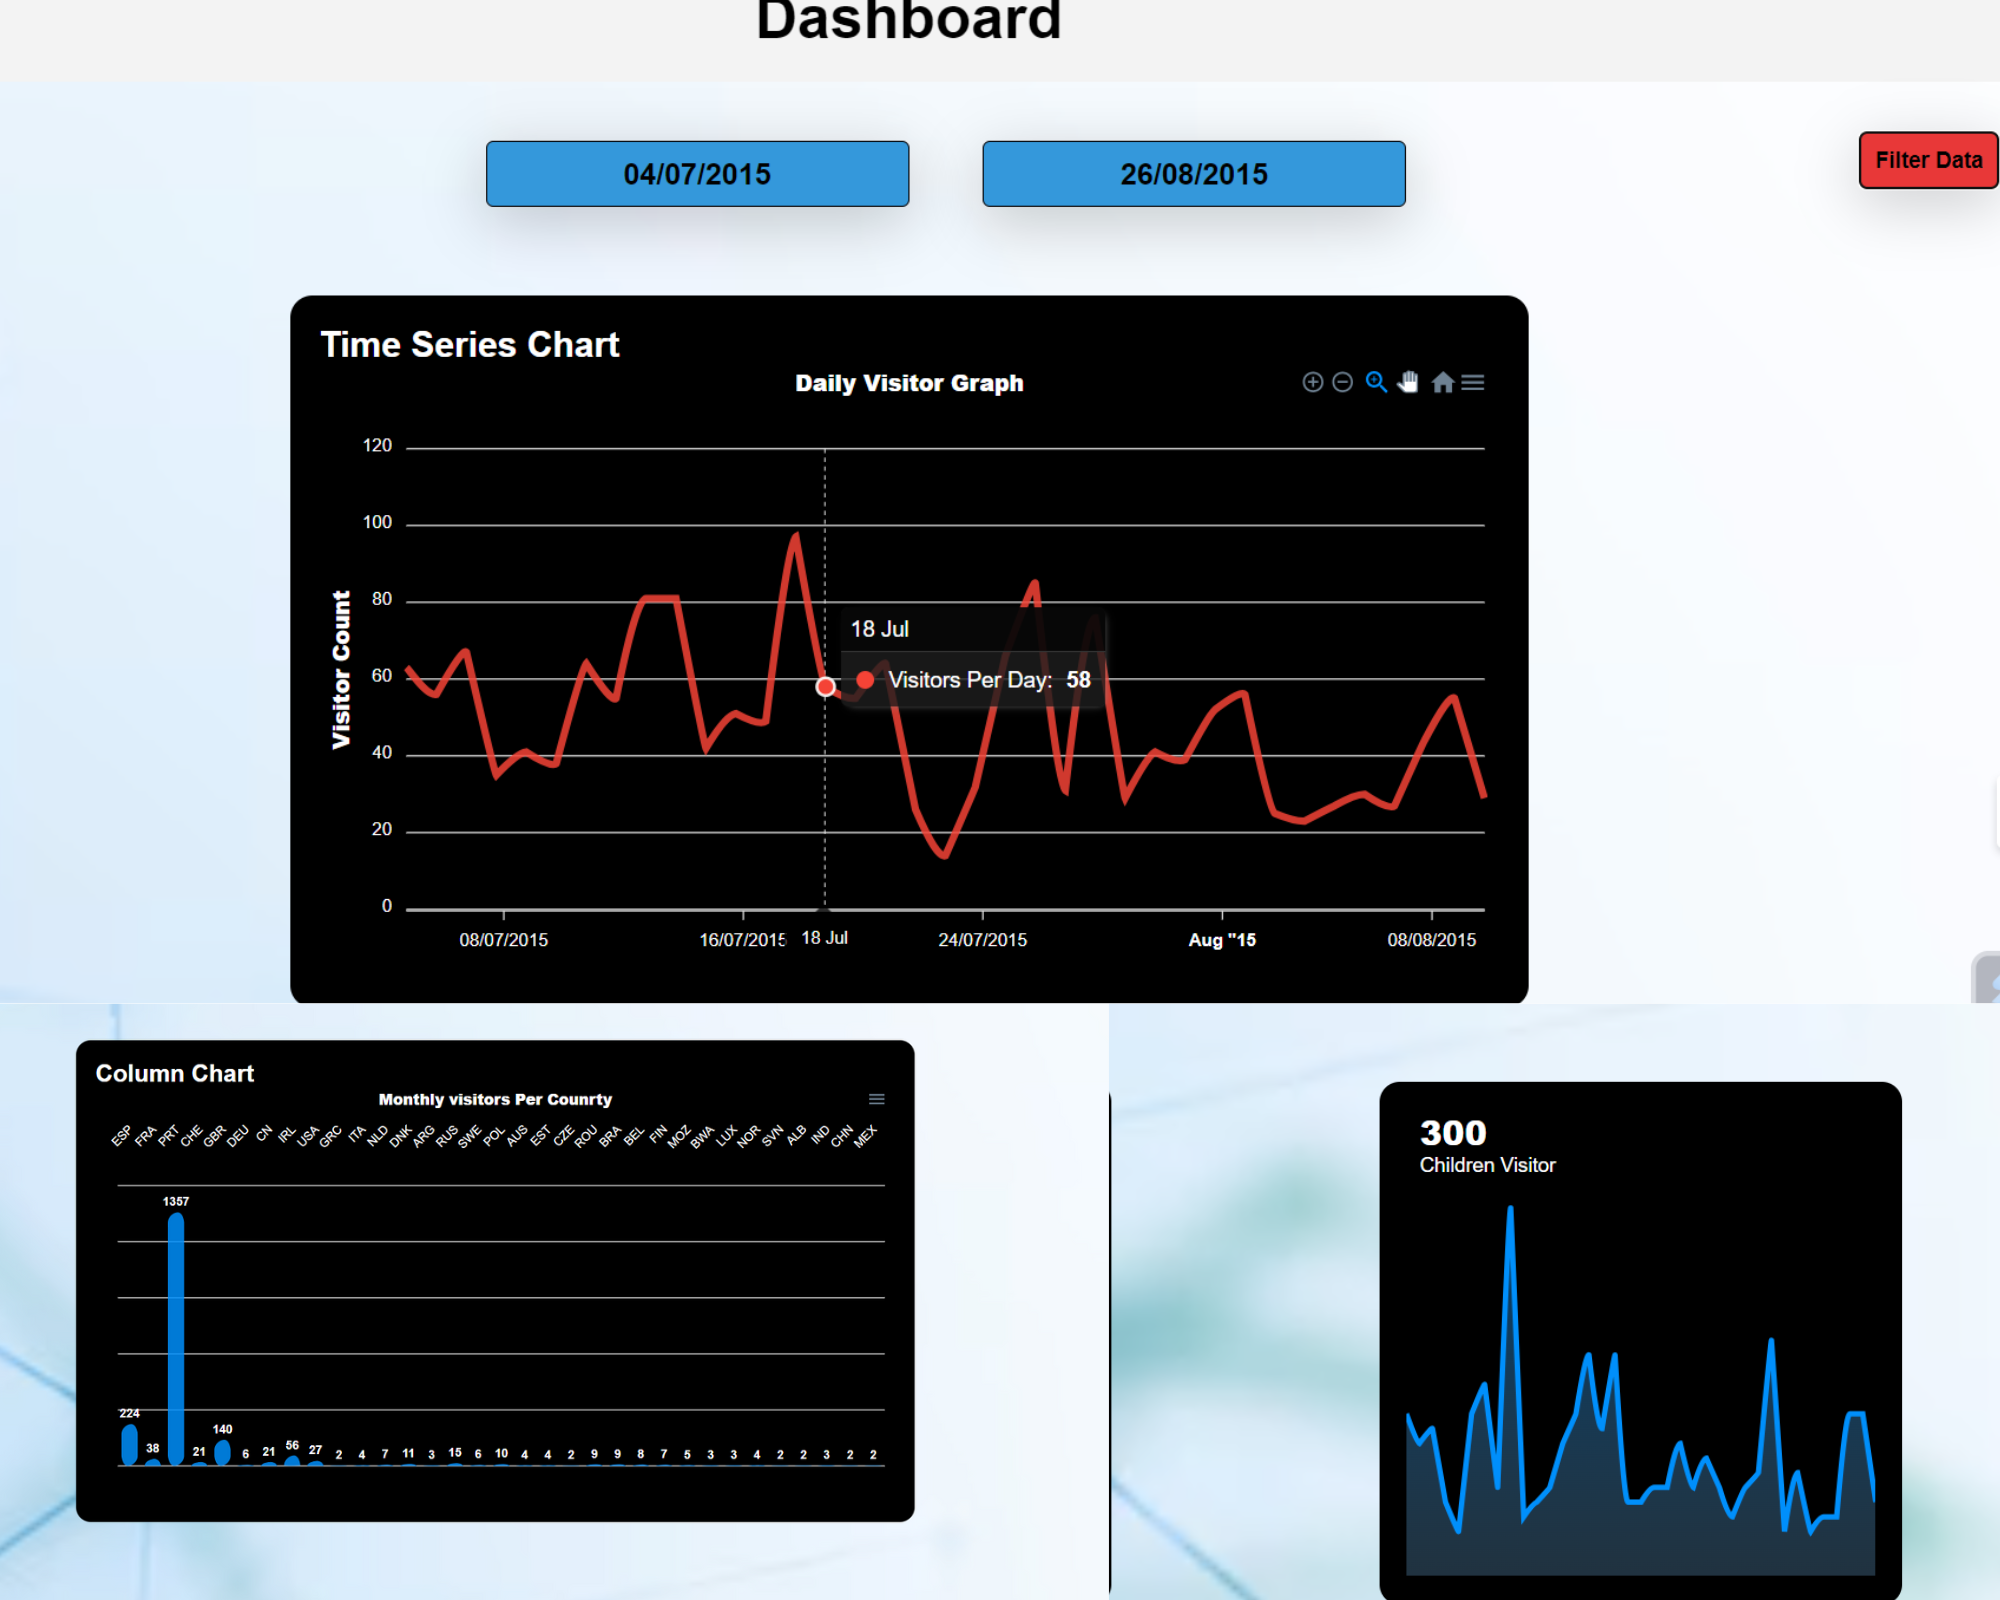 Dashboard
04/07/2015
26/08/2015
Filter Data
Time Series Chart
Daily Visitor Graph
120
100
80
60
40
20
0
Visitor Count
18 Jul
Visitors Per Day: 58
08/07/2015
16/07/2015
18 Jul
24/07/2015
Aug "15
08/08/2015
Column Chart
Monthly visitors Per Counrty
ESP FRA PRT CHE GBR DEU CN IRL USA GRC ITA NLD DNK ARG RUS SWE POL AUS EST CZE ROU BRA BEL FIN MOZ BWA LUX NOR SVN ALB IND CHN MEX
224 38 1357 21 140 6 21 56 27 2 4 7 11 3 15 6 10 4 4 2 9 9 8 7 5 3 3 4 2 2 3 2 2
300
Children Visitor